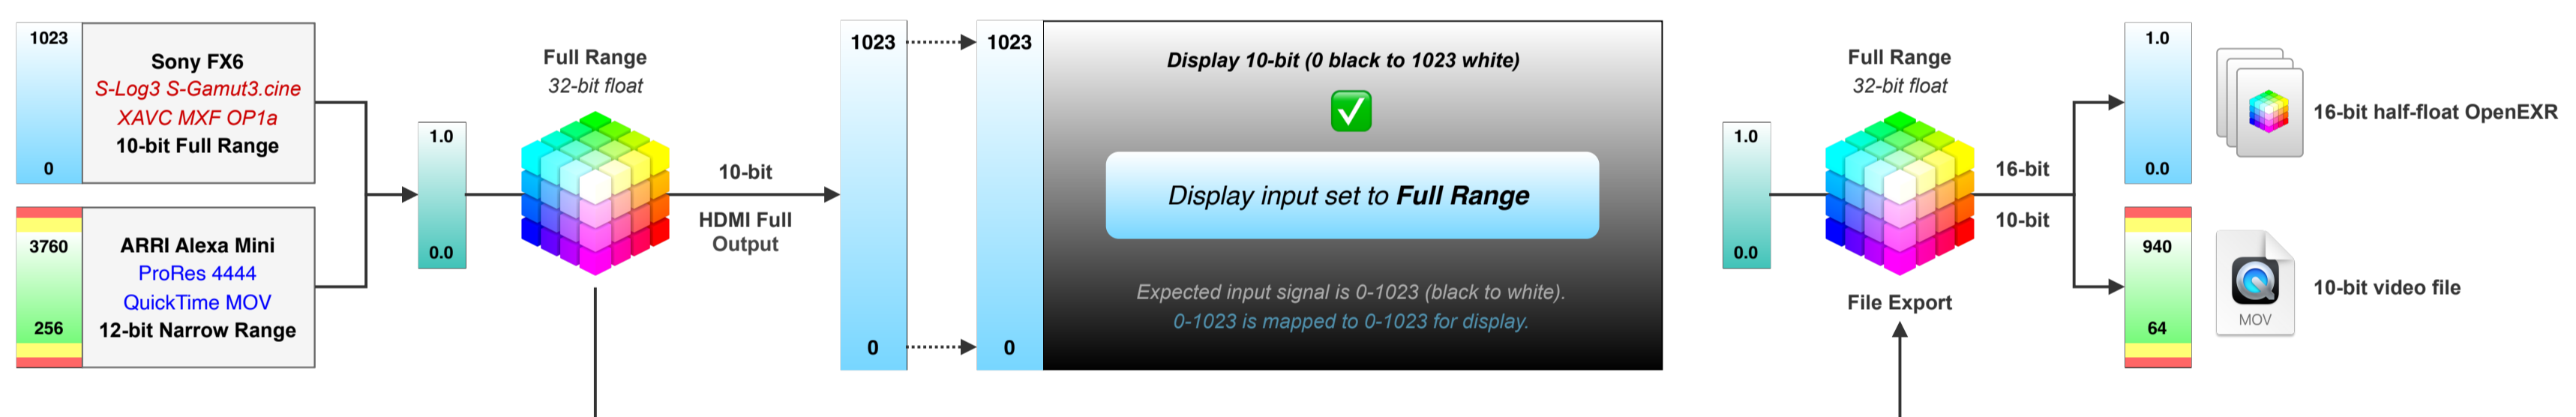 1023
0
Sony FX6
S-Log3 S-Gamut3.cine
XAVC MXF OP1a
10-bit Full Range
3760
256
ARRI Alexa Mini
ProRes 4444
QuickTime MOV
12-bit Narrow Range
1.0
0.0
Full Range
32-bit float
10-bit
HDMI Full
Output
1023
0
1023
0
Display 10-bit (0 black to 1023 white)
Display input set to Full Range
Expected input signal is 0-1023 (black to white).
0-1023 is mapped to 0-1023 for display.
1.0
0.0
Full Range
32-bit float
File Export
16-bit
10-bit
1.0
0.0
16-bit half-float OpenEXR
940
64
MOV
10-bit video file